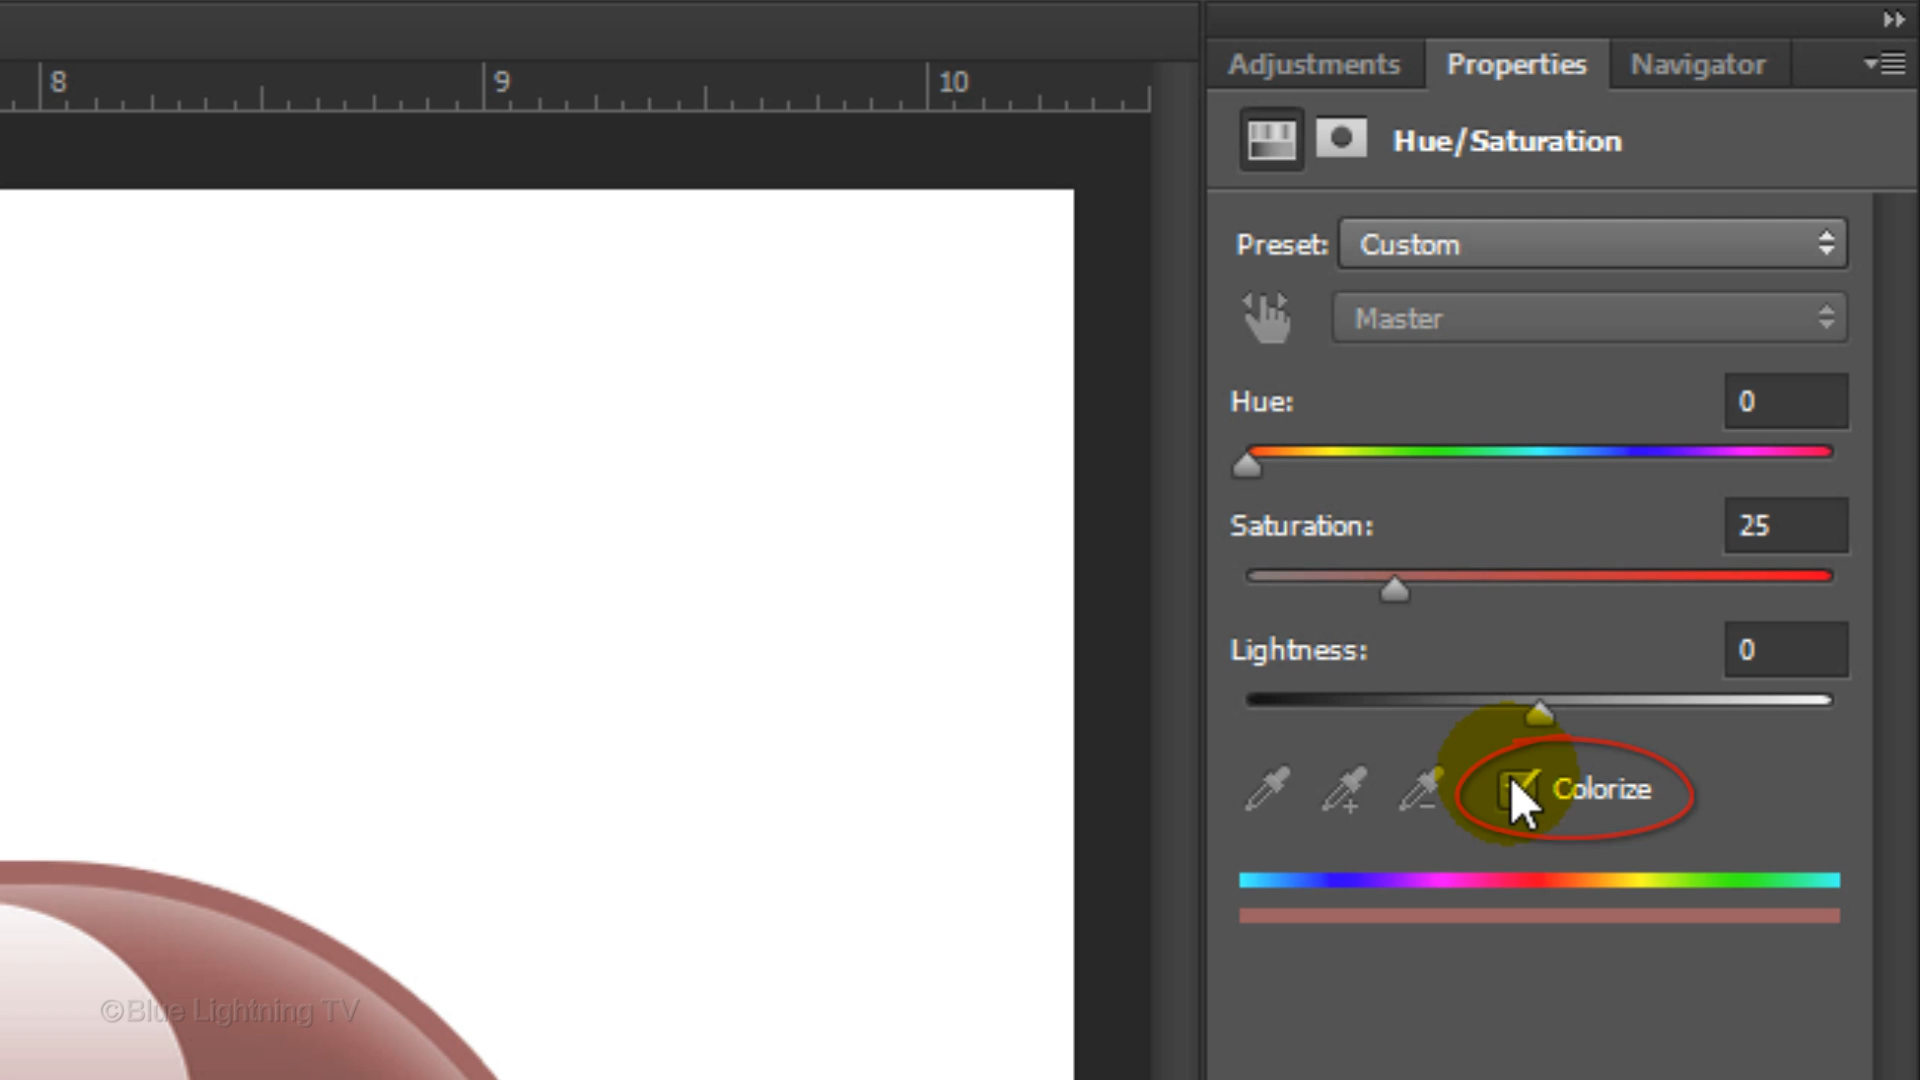 8 9 10
Adjustments Properties Navigator
Hue/Saturation
Preset: Custom
Master
Hue: 0
Saturation: 25
Lightness: 0
Colorize
©Blue Lightning TV